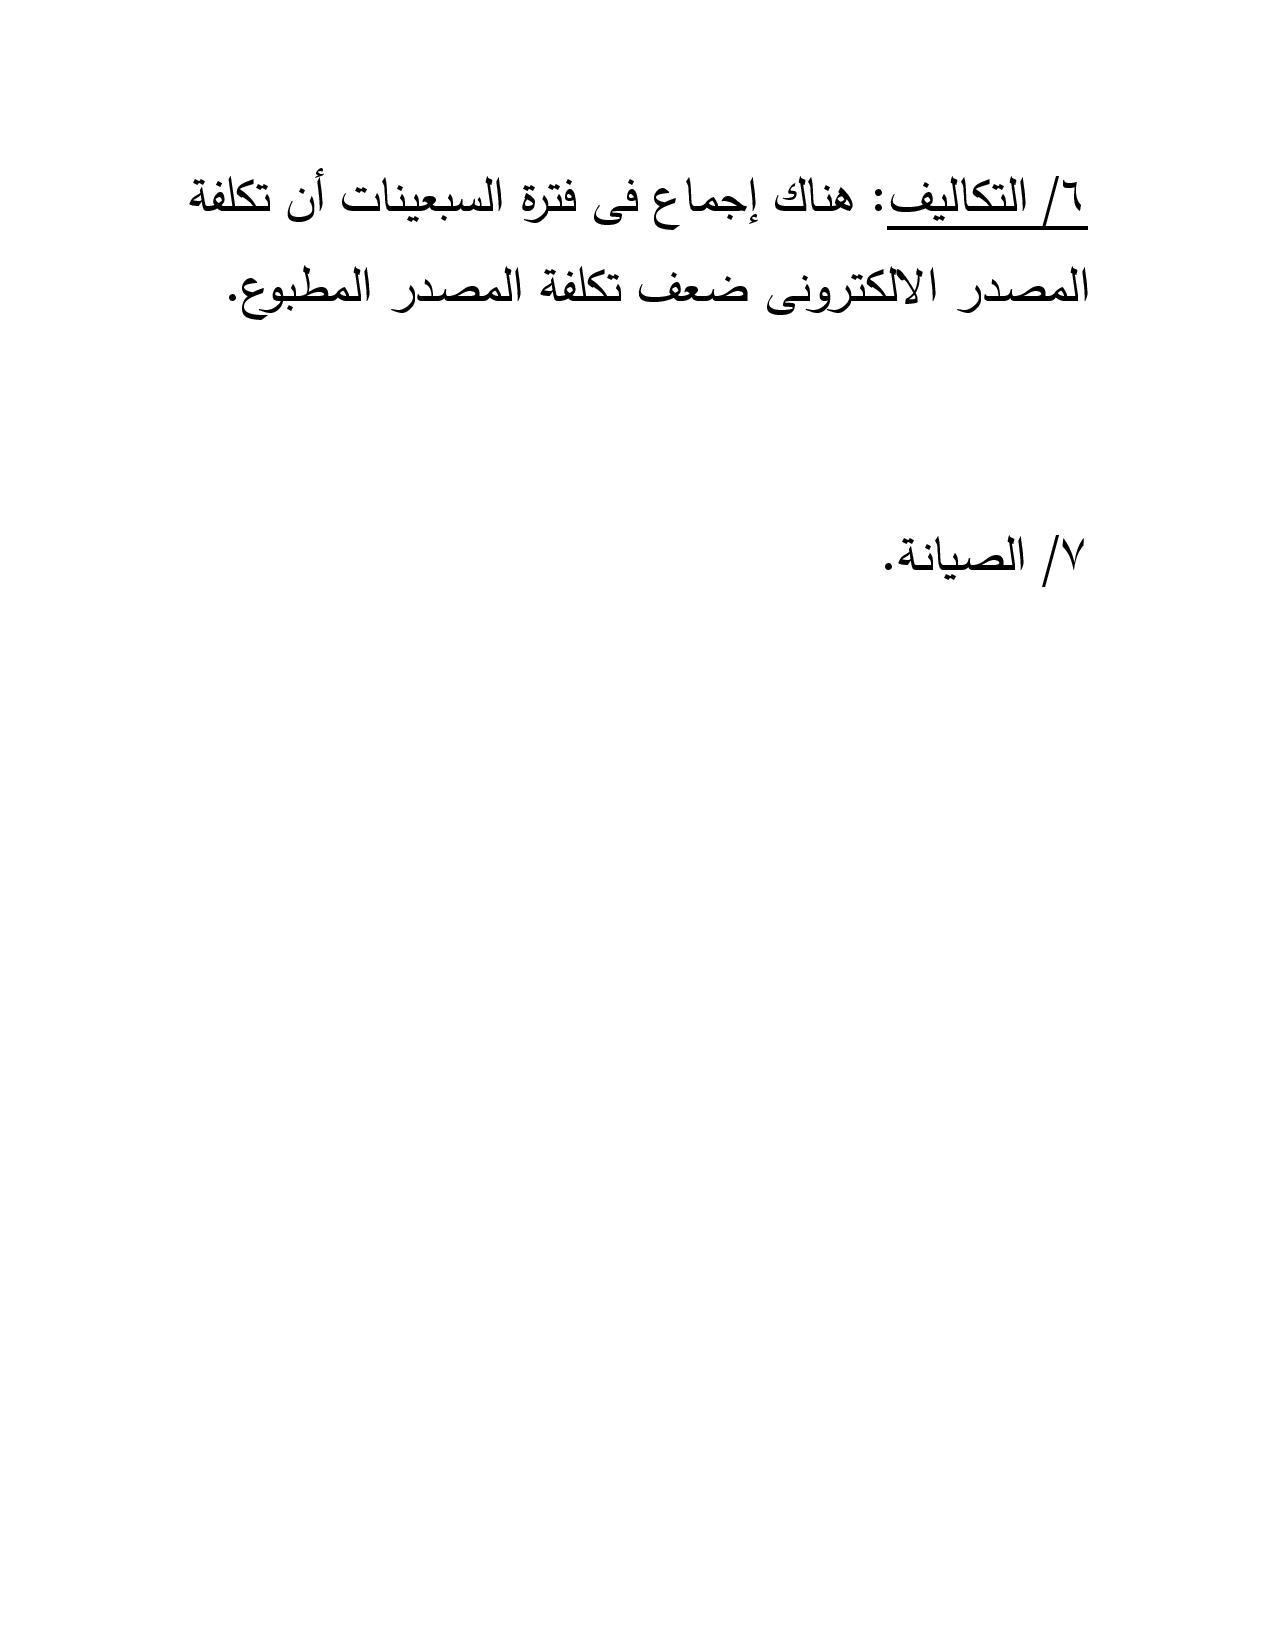 ٦/ التكاليف: هناك إجماع فى فترة السبعينات أن تكلفة
المصدر الالكترونى ضعف تكلفة المصدر المطبوع.
٧/ الصيانة.